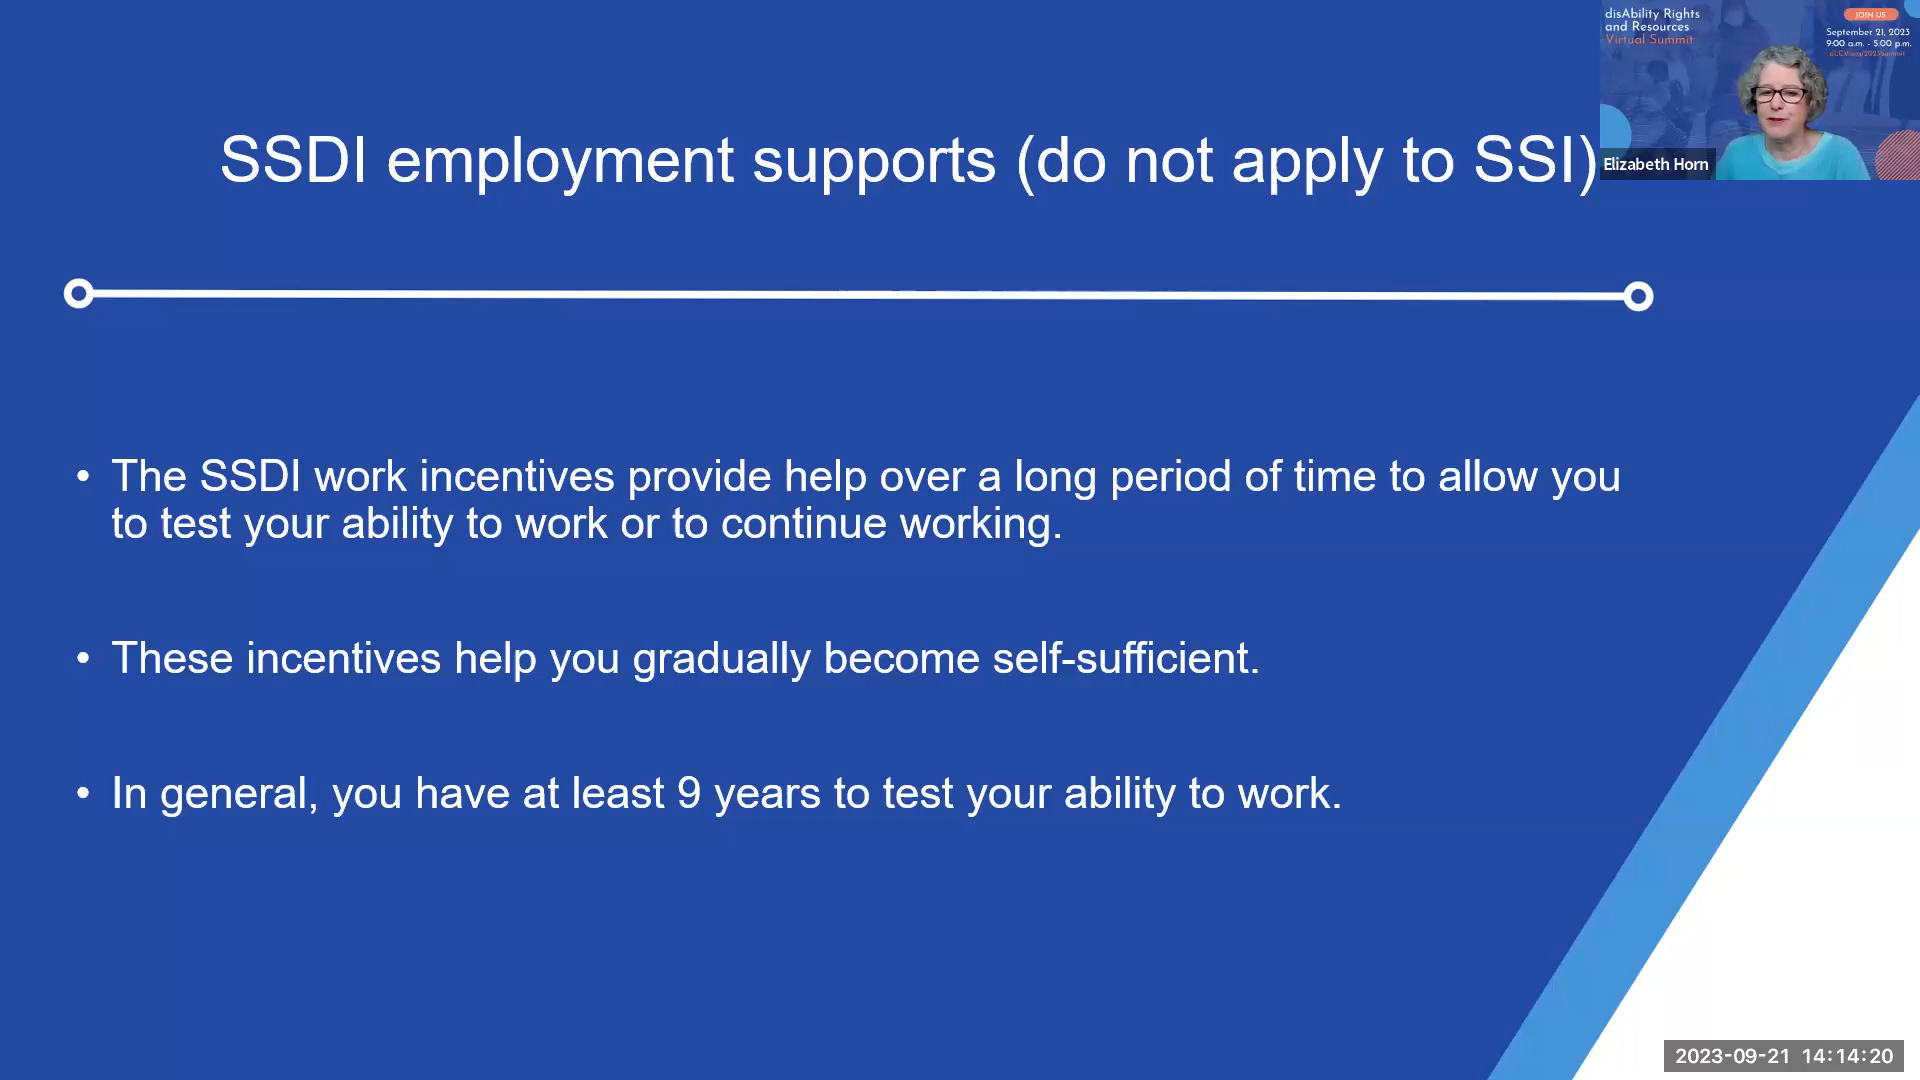 disAbility Rights
and Resources
Virtual Summit
JOIN US
September 21, 2023
9:00 a.m. - 5:00 p.m.
Elizabeth Horn
SSDI employment supports (do not apply to SSI)
• The SSDI work incentives provide help over a long period of time to allow you
to test your ability to work or to continue working.
• These incentives help you gradually become self-sufficient.
• In general, you have at least 9 years to test your ability to work.
2023-09-21 14:14:20